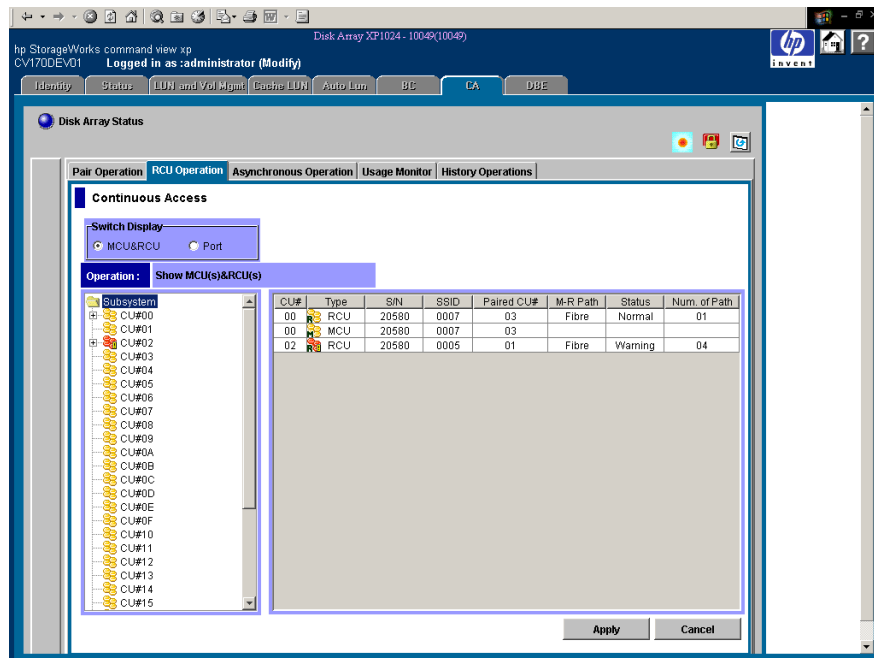 Disk Array XP1024 - 10049(10049)
hp StorageWorks command view xp
CV170DEV01 Logged in as :administrator (Modify)
hp
invent
?
Identity Status LUN and Vol Mgmt Cache LUN Auto Lun BC CA DBE
Disk Array Status
Pair Operation RCU Operation Asynchronous Operation Usage Monitor History Operations
Continuous Access
Switch Display
MCU&RCU Port
Operation : Show MCU(s)&RCU(s)
Subsystem
CU#00
CU#01
CU#02
CU#03
CU#04
CU#05
CU#06
CU#07
CU#08
CU#09
CU#0A
CU#0B
CU#0C
CU#0D
CU#0E
CU#0F
CU#10
CU#11
CU#12
CU#13
CU#14
CU#15
CU# Type S/N SSID Paired CU# M-R Path Status Num. of Path
00 R RCU 20580 0007 03 Fibre Normal 01
00 M MCU 20580 0007 03
02 R RCU 20580 0005 01 Fibre Warning 04
Apply Cancel